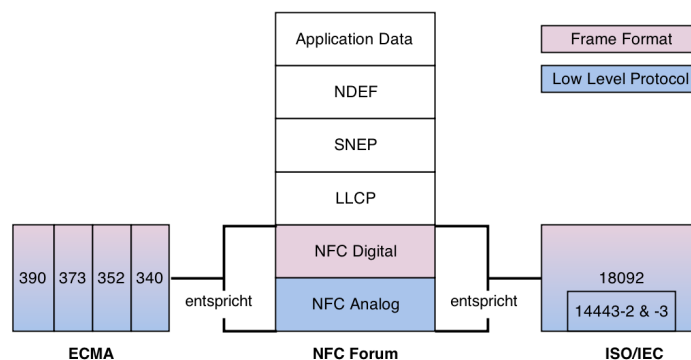 Application Data
NDEF
SNEP
LLCP
NFC Digital
NFC Analog
Frame Format
Low Level Protocol
390 373 352 340
entspricht
entspricht
18092
14443-2 & -3
ECMA
NFC Forum
ISO/IEC